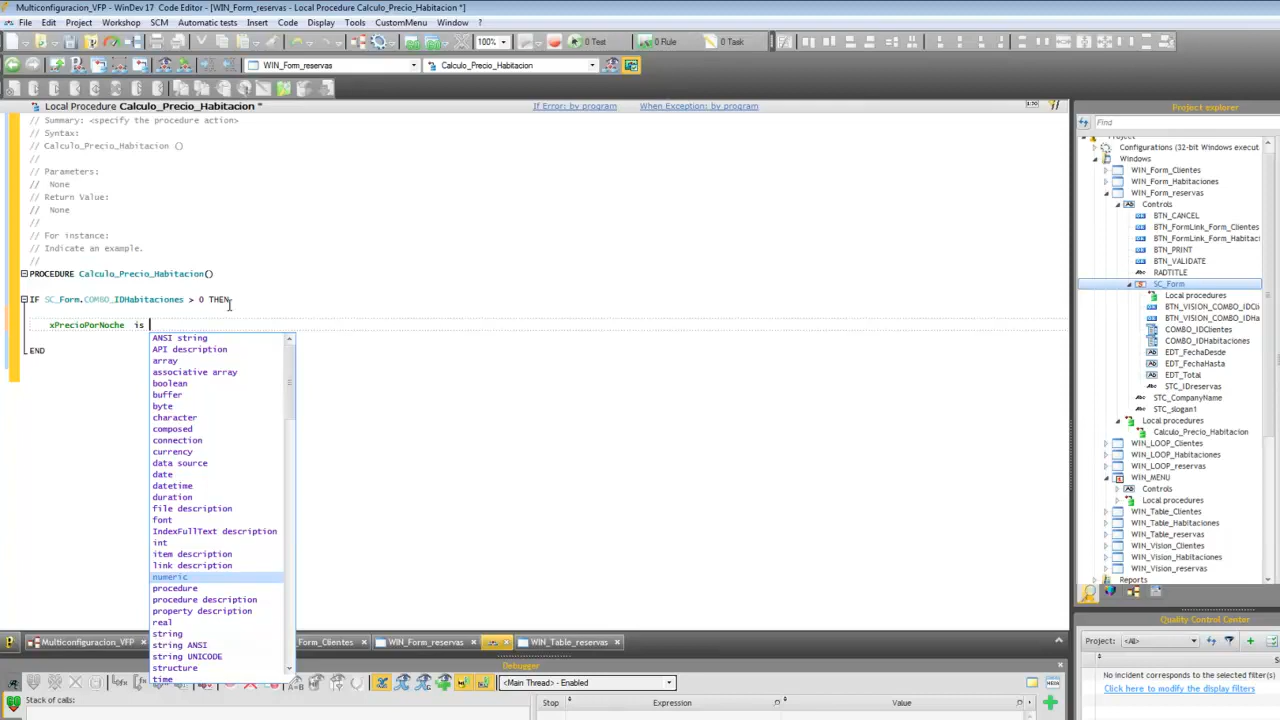 Multiconfiguracion_VFP - WinDev 17  Code Editor - [WIN_Form_reservas - Local Procedure Calculo_Precio_Habitacion *]
File Edit Project Workshop SCM Automatic tests Insert Code Display Tools CustomMenu Window ?
100% 0 Test 0 Rule 0 Task
WIN_Form_reservas Calculo_Precio_Habitacion
Local Procedure Calculo_Precio_Habitacion * If Error: by program When Exception: by program
// Summary: <specify the procedure action>
// Syntax:
// Calculo_Precio_Habitacion ()
//
// Parameters:
//  None
// Return Value:
//  None
//
// For instance:
// Indicate an example.
//
PROCEDURE Calculo_Precio_Habitacion()
IF SC_Form.COMBO_IDHabitaciones > 0 THEN
xPrecioPorNoche  is
END
ANSI string
API description
array
associative array
boolean
buffer
byte
character
composed
connection
currency
data source
date
datetime
duration
file description
font
IndexFullText description
int
item description
link description
numeric
procedure
procedure description
property description
real
string
string ANSI
string UNICODE
structure
time
Project explorer
Find
Project
Configurations (32-bit Windows execut
Windows
WIN_Form_Clientes
WIN_Form_Habitaciones
WIN_Form_reservas
Controls
BTN_CANCEL
BTN_FormLink_Form_Clientes
BTN_FormLink_Form_Habitac
BTN_PRINT
BTN_VALIDATE
RADTITLE
SC_Form
Local procedures
BTN_VISION_COMBO_IDCli
BTN_VISION_COMBO_IDHa
COMBO_IDClientes
COMBO_IDHabitaciones
EDT_FechaDesde
EDT_FechaHasta
EDT_Total
STC_IDreservas
STC_CompanyName
STC_slogan1
Local procedures
Calculo_Precio_Habitacion
WIN_LOOP_Clientes
WIN_LOOP_Habitaciones
WIN_LOOP_reservas
WIN_MENU
Controls
Local procedures
WIN_Table_Clientes
WIN_Table_Habitaciones
WIN_Table_reservas
WIN_Vision_Clientes
WIN_Vision_Habitaciones
WIN_Vision_reservas
Reports
Multiconfiguracion_VFP Form_Clientes WIN_Form_reservas WIN_Table_reservas
Debugger
<Main Thread> - Enabled
Stack of calls: Stop Expression Value
Quality Control Center
Project: <All>
No incident corresponds to the selected filter(s)
Click here to modify the display filters